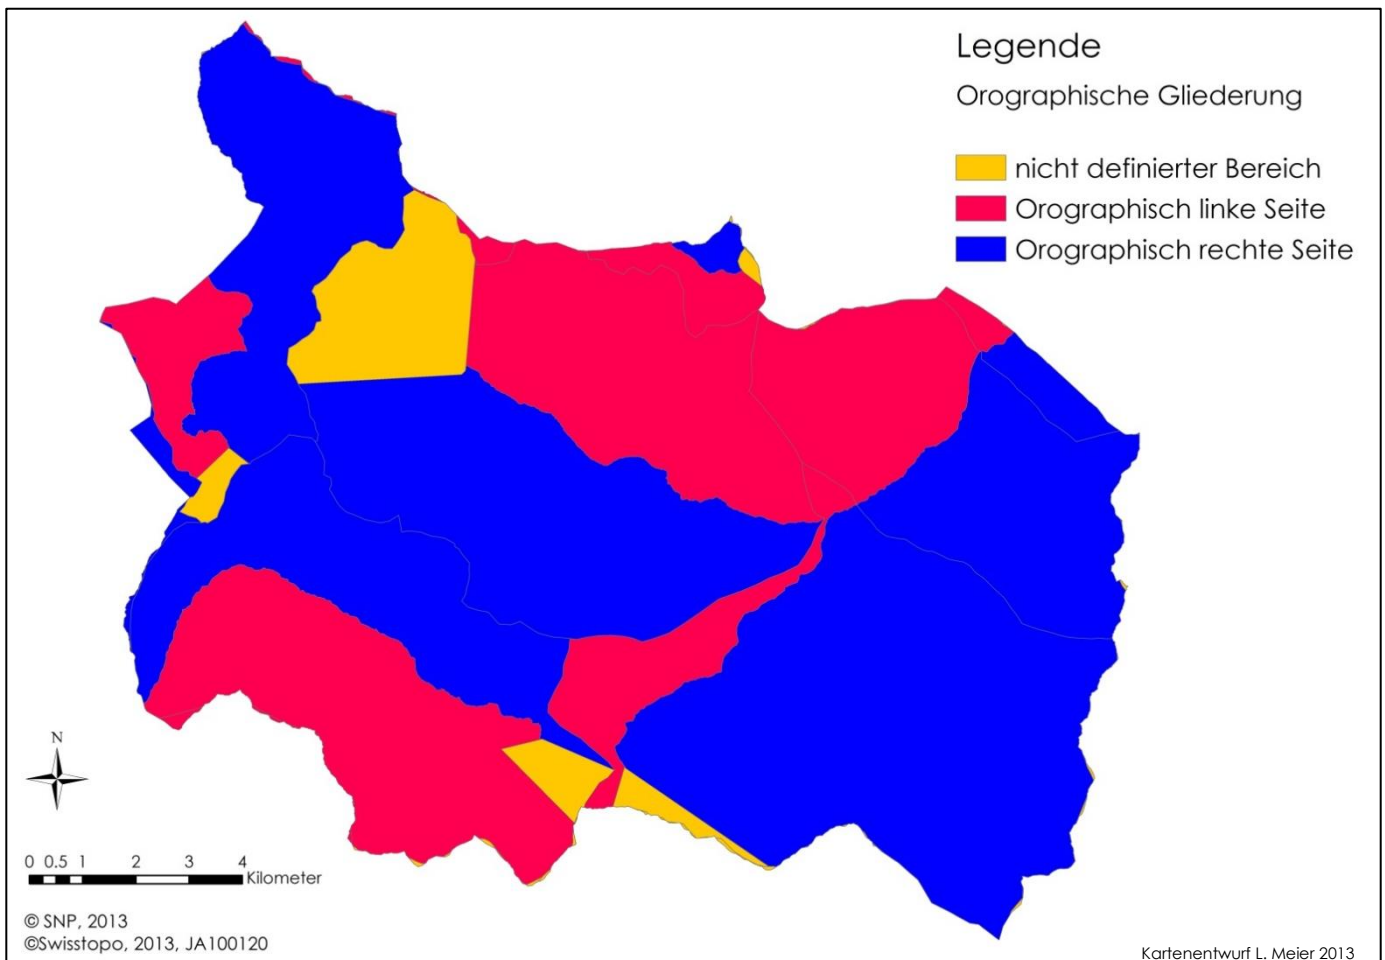 Legende
Orographische Gliederung
nicht definierter Bereich
Orographisch linke Seite
Orographisch rechte Seite
N
0 0.5 1 2 3 4
Kilometer
© SNP, 2013
©Swisstopo, 2013, JA100120
Kartenentwurf L. Meier 2013